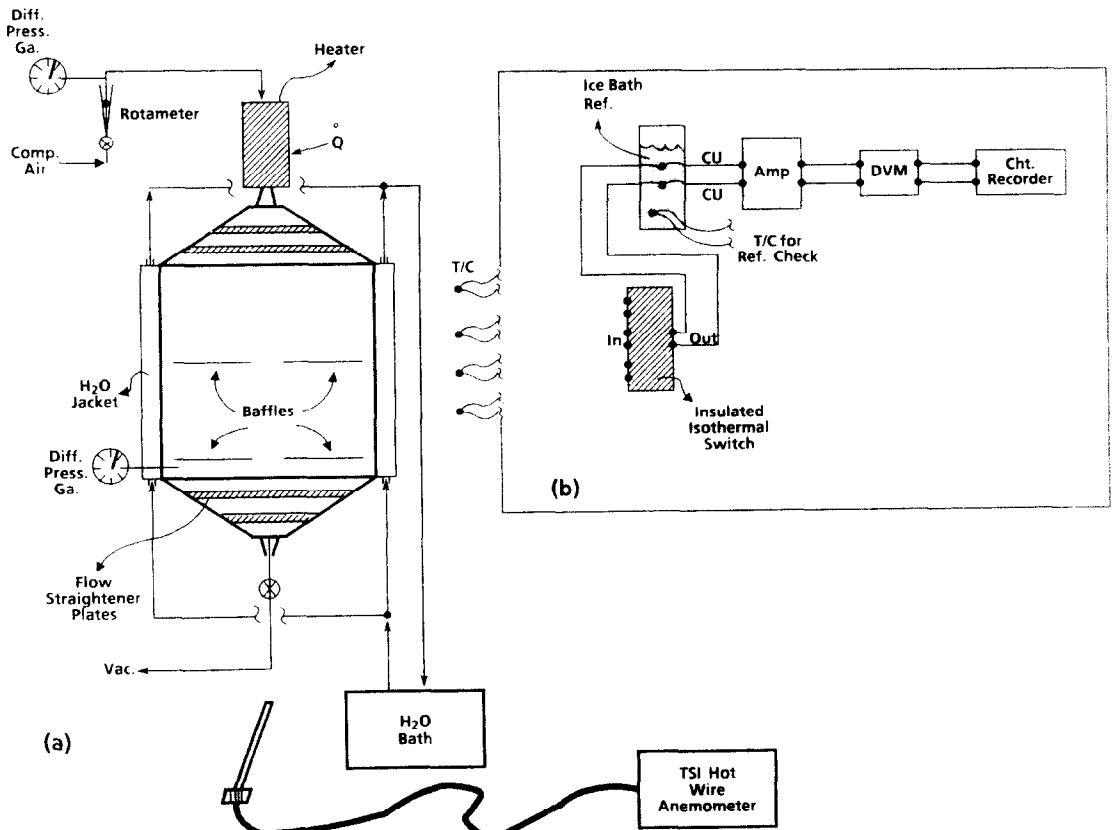 Diff.
Press.
Ga.
Heater
Rotameter
Q̊
Comp.
Air
H₂O
Jacket
Baffles
Diff.
Press.
Ga.
Flow
Straightener
Plates
Vac.
H₂O
Bath
(a)
TSI Hot
Wire
Anemometer
T/C
Ice Bath
Ref.
CU
CU
Amp
DVM
Cht.
Recorder
T/C for
Ref. Check
In
Out
Insulated
Isothermal
Switch
(b)